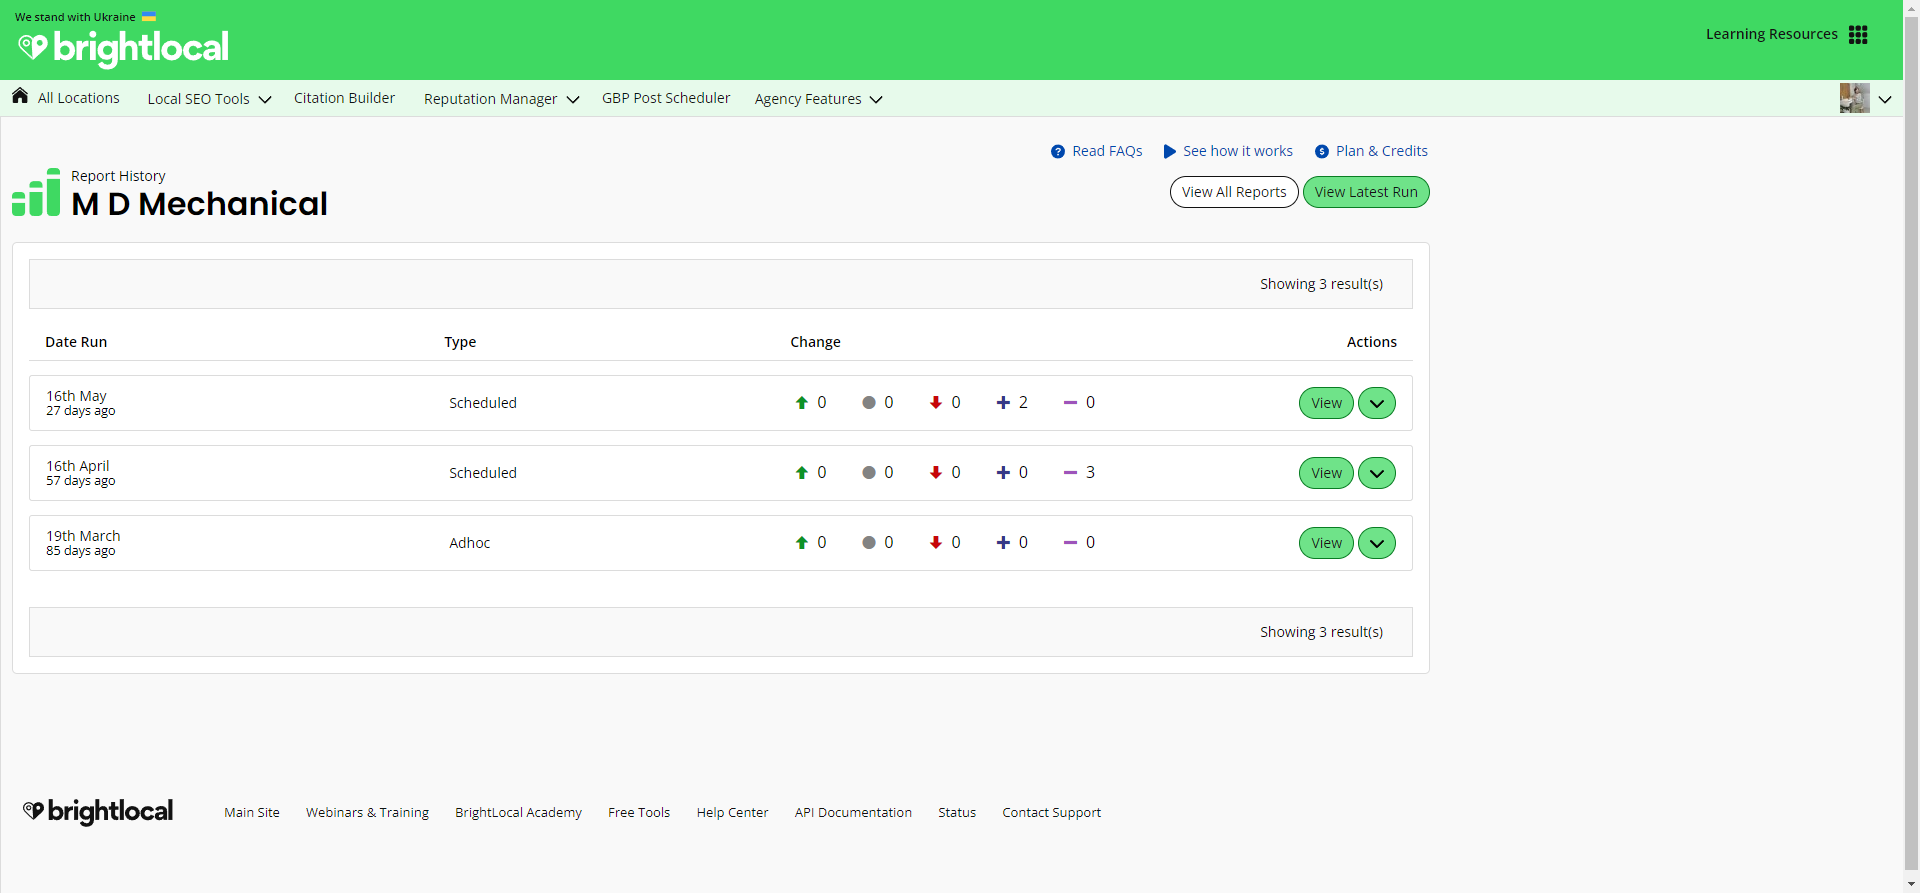 We stand with Ukraine
brightlocal
Learning Resources
All Locations Local SEO Tools Citation Builder Reputation Manager GBP Post Scheduler Agency Features
Read FAQs See how it works Plan & Credits
Report History
M D Mechanical
View All Reports View Latest Run
Showing 3 result(s)
Date Run Type Change Actions
16th May
27 days ago
Scheduled 0 0 0 2 0 View
16th April
57 days ago
Scheduled 0 0 0 0 3 View
19th March
85 days ago
Adhoc 0 0 0 0 0 View
Showing 3 result(s)
brightlocal Main Site Webinars & Training BrightLocal Academy Free Tools Help Center API Documentation Status Contact Support